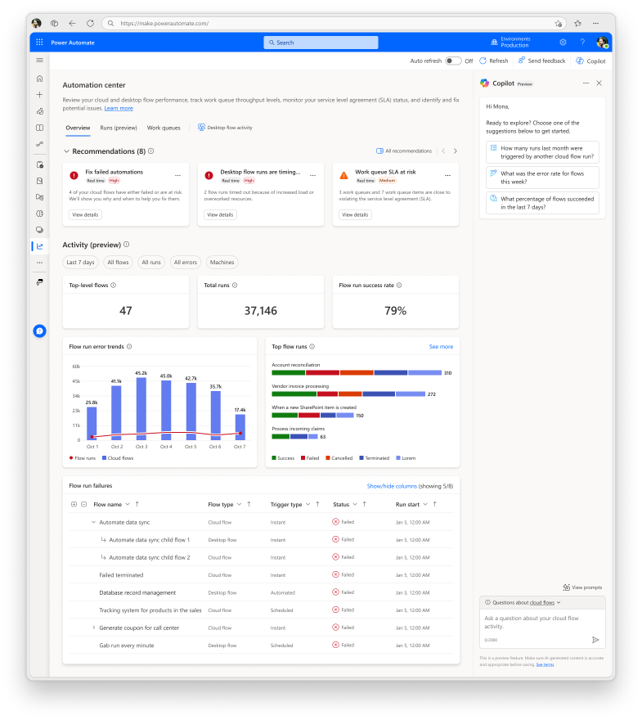 https://make.powerautomate.com/
Power Automate
Search
Environments
Production
Auto refresh
Off
Refresh
Send feedback
Copilot
Automation center
Review your cloud and desktop flow performance, track work queue throughput levels, monitor your service level agreement (SLA) status, and identify and fix
potential issues. Learn more
Overview
Runs (preview)
Work queues
Desktop flow activity
Recommendations (8)
All recommendations
Fix failed automations
Real time High
4 of your cloud flows have either failed or are at risk.
We'll show you why and when to help you fix them.
View details
Desktop flow runs are timing...
Real time High
2 flow runs timed out because of increased load or
overworked resources.
View details
Work queue SLA at risk
Real time Medium
3 work queues and 7 work queue items are close to
violating the service level agreement (SLA).
View details
Activity (preview)
Last 7 days
All flows
All runs
All errors
Machines
Top-level flows
47
Total runs
37,146
Flow run success rate
79%
Flow run error trends
60k
45k
34k
23k
11k
0
25.8k
41.1k
45.2k
45.0k
42.7k
35.7k
17.4k
Oct 1
Oct 2
Oct 3
Oct 4
Oct 5
Oct 6
Oct 7
Flow runs
Cloud flows
Top flow runs
See more
Account reconciliation
310
Vendor invoice processing
272
When a new SharePoint item is created
150
Process incoming claims
63
Success
Failed
Cancelled
Terminated
Lorem
Flow run failures
Show/hide columns (showing 5/8)
Flow name
Flow type
Trigger type
Status
Run start
Automate data sync Cloud flow Instant Failed Jan 5, 12:00 AM
Automate data sync child flow 1 Desktop flow Instant Failed Jan 5, 12:00 AM
Automate data sync child flow 2 Cloud flow Instant Failed Jan 5, 12:00 AM
Failed terminated Cloud flow Instant Failed Jan 5, 12:00 AM
Database record management Desktop flow Automated Failed Jan 5, 12:00 AM
Tracking system for products in the sales Cloud flow Scheduled Failed Jan 5, 12:00 AM
Generate coupon for call center Cloud flow Instant Failed Jan 5, 12:00 AM
Gab run every minute Desktop flow Scheduled Failed Jan 5, 12:00 AM
Copilot Preview
Hi Mona,
Ready to explore? Choose one of the
suggestions below to get started.
How many runs last month were
triggered by another cloud flow run?
What was the error rate for flows
this week?
What percentage of flows succeeded
in the last 7 days?
View prompts
Questions about cloud flows
Ask a question about your cloud flow
activity.
0/2000
This is a preview feature. Make sure AI-generated content is accurate
and appropriate before using. See terms